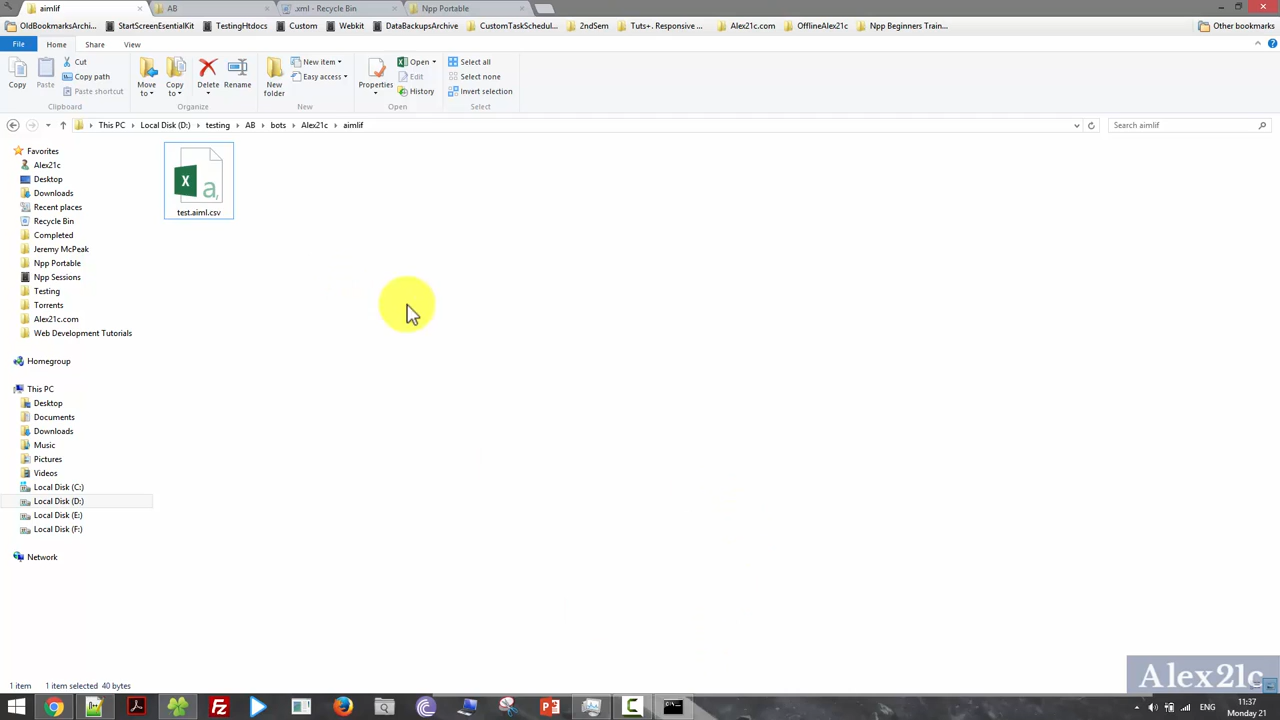 aimlif
AB
.xml - Recycle Bin
Npp Portable
OldBookmarksArchi...
StartScreenEssentialKit
TestingHtdocs
Custom
Webkit
DataBackupsArchive
CustomTaskSchedul...
2ndSem
Tuts+. Responsive ...
Alex21c.com
OfflineAlex21c
Npp Beginners Train...
Other bookmarks
File
Home
Share
View
Copy
Paste
Cut
Copy path
Paste shortcut
Clipboard
Move to
Copy to
Delete
Rename
Organize
New folder
New item
Easy access
New
Properties
Open
Edit
History
Open
Select all
Select none
Invert selection
Select
This PC
Local Disk (D:)
testing
AB
bots
Alex21c
aimlif
Search aimlif
Favorites
Alex21c
Desktop
Downloads
Recent places
Recycle Bin
Completed
Jeremy McPeak
Npp Portable
Npp Sessions
Testing
Torrents
Alex21c.com
Web Development Tutorials
Homegroup
This PC
Desktop
Documents
Downloads
Music
Pictures
Videos
Local Disk (C:)
Local Disk (D:)
Local Disk (E:)
Local Disk (F:)
Network
X a,
test.aiml.csv
1 item
1 item selected 40 bytes
Alex21c
ENG
11:37
Monday 21